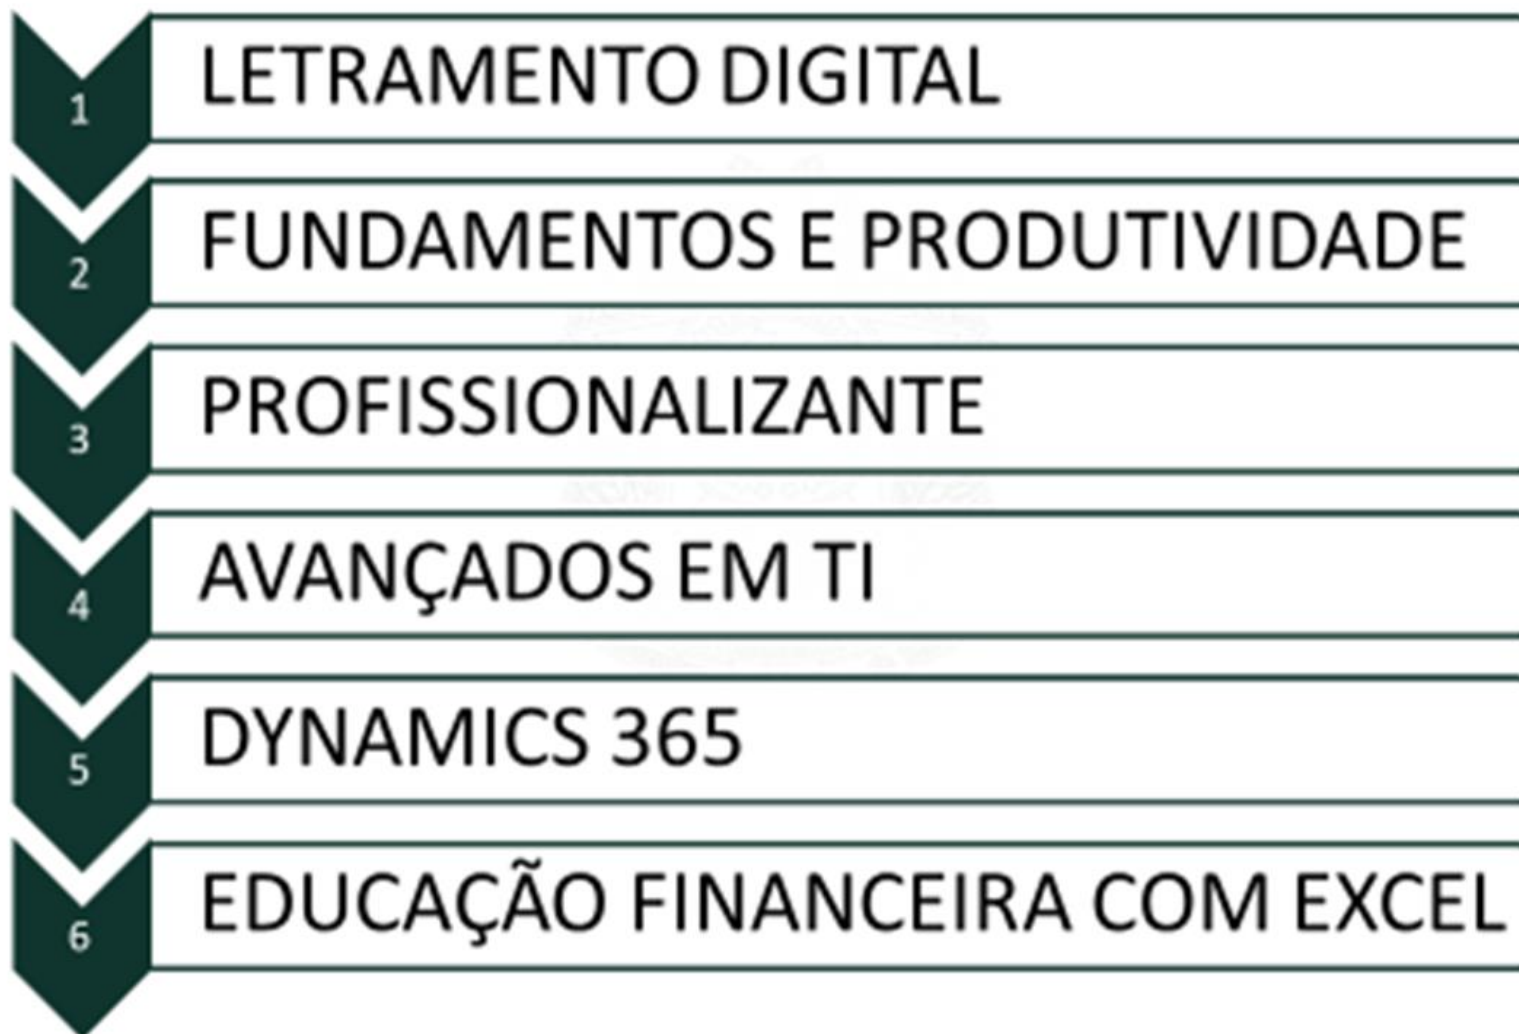 1
LETRAMENTO DIGITAL
2
FUNDAMENTOS E PRODUTIVIDADE
3
PROFISSIONALIZANTE
4
AVANÇADOS EM TI
5
DYNAMICS 365
6
EDUCAÇÃO FINANCEIRA COM EXCEL